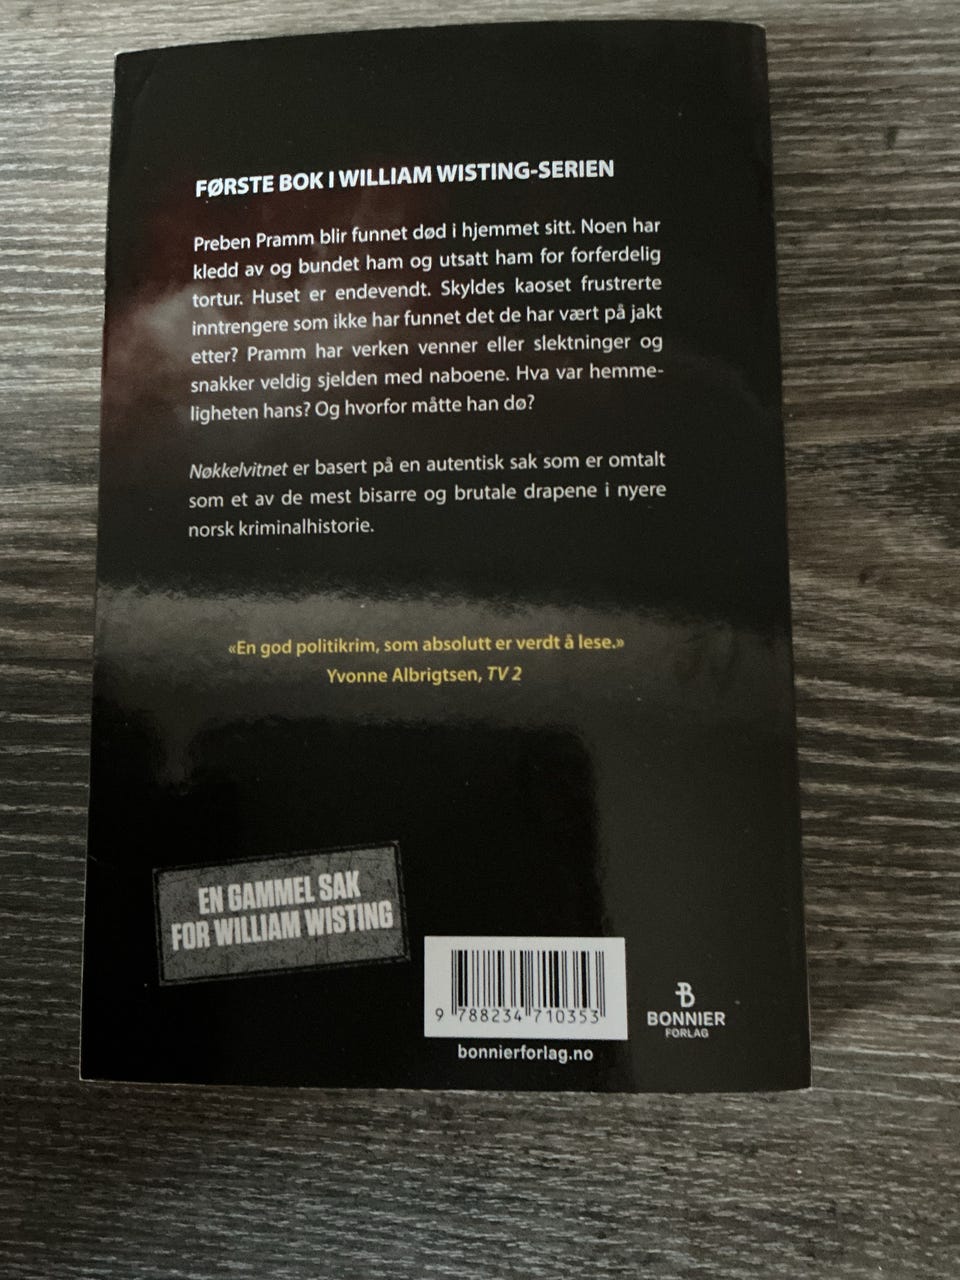 FØRSTE BOK I WILLIAM WISTING-SERIEN
Preben Pramm blir funnet død i hjemmet sitt. Noen har
kledd av og bundet ham og utsatt ham for forferdelig
tortur. Huset er endevendt. Skyldes kaoset frustrerte
inntrengere som ikke har funnet det de har vært på jakt
etter? Pramm har verken venner eller slektninger og
snakker veldig sjelden med naboene. Hva var hemme-
ligheten hans? Og hvorfor måtte han dø?
Nøkkelvitnet er basert på en autentisk sak som er omtalt
som et av de mest bisarre og brutale drapene i nyere
norsk kriminalhistorie.
«En god politikrim, som absolutt er verdt å lese.»
Yvonne Albrigtsen, TV 2
EN GAMMEL SAK
FOR WILLIAM WISTING
9 788234 710353
bonnierforlag.no
B
BONNIER
FORLAG